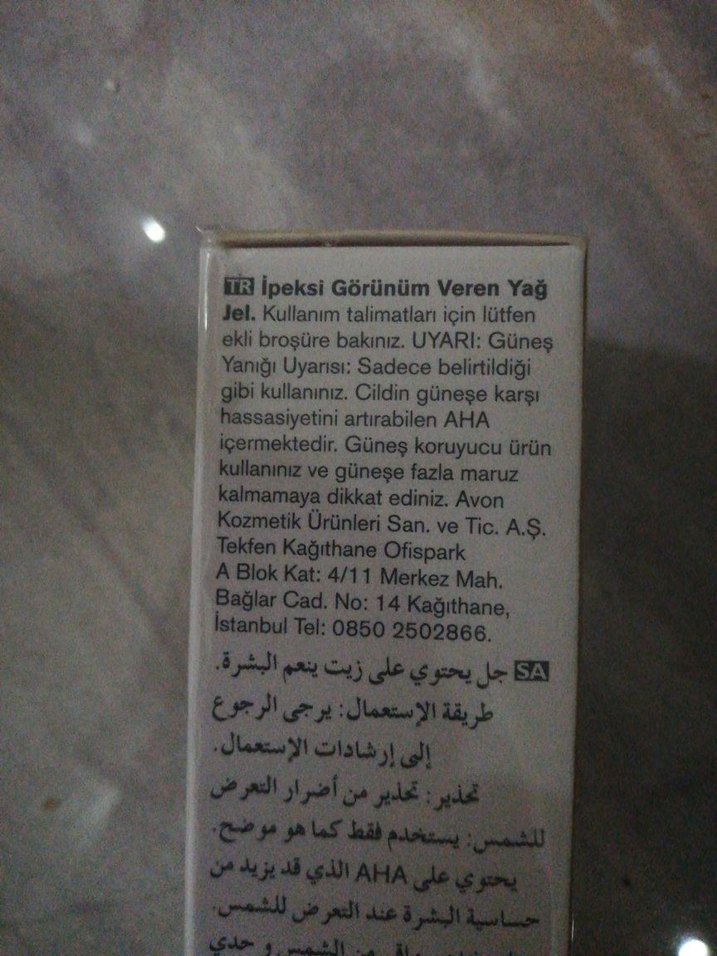 TR İpeksi Görünüm Veren Yağ
Jel. Kullanım talimatları için lütfen
ekli broşüre bakınız. UYARI: Güneş
Yanığı Uyarısı: Sadece belirtildiği
gibi kullanınız. Cildin güneşe karşı
hassasiyetini artırabilen AHA
içermektedir. Güneş koruyucu ürün
kullanınız ve güneşe fazla maruz
kalmamaya dikkat ediniz. Avon
Kozmetik Ürünleri San. ve Tic. A.Ş.
Tekfen Kağıthane Ofispark
A Blok Kat: 4/11 Merkez Mah.
Bağlar Cad. No: 14 Kağıthane,
İstanbul Tel: 0850 2502866.
SA جل يحتوي على زيت ينعم البشرة.
طريقة الإستعمال: يرجى الرجوع
إلى إرشادات الإستعمال.
تحذير: تحذير من أضرار التعرض
للشمس: يستخدم فقط كما هو موضح.
يحتوي على AHA الذي قد يزيد من
حساسية البشرة عند التعرض للشمس.
من الشمس و حدي